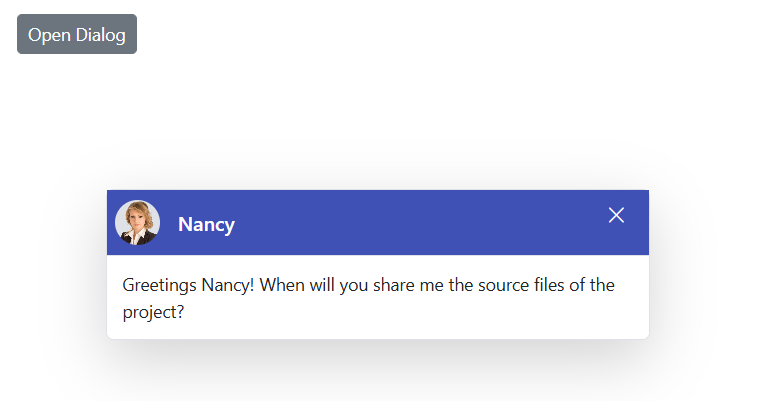 Open Dialog
Nancy
Greetings Nancy! When will you share me the source files of the
project?